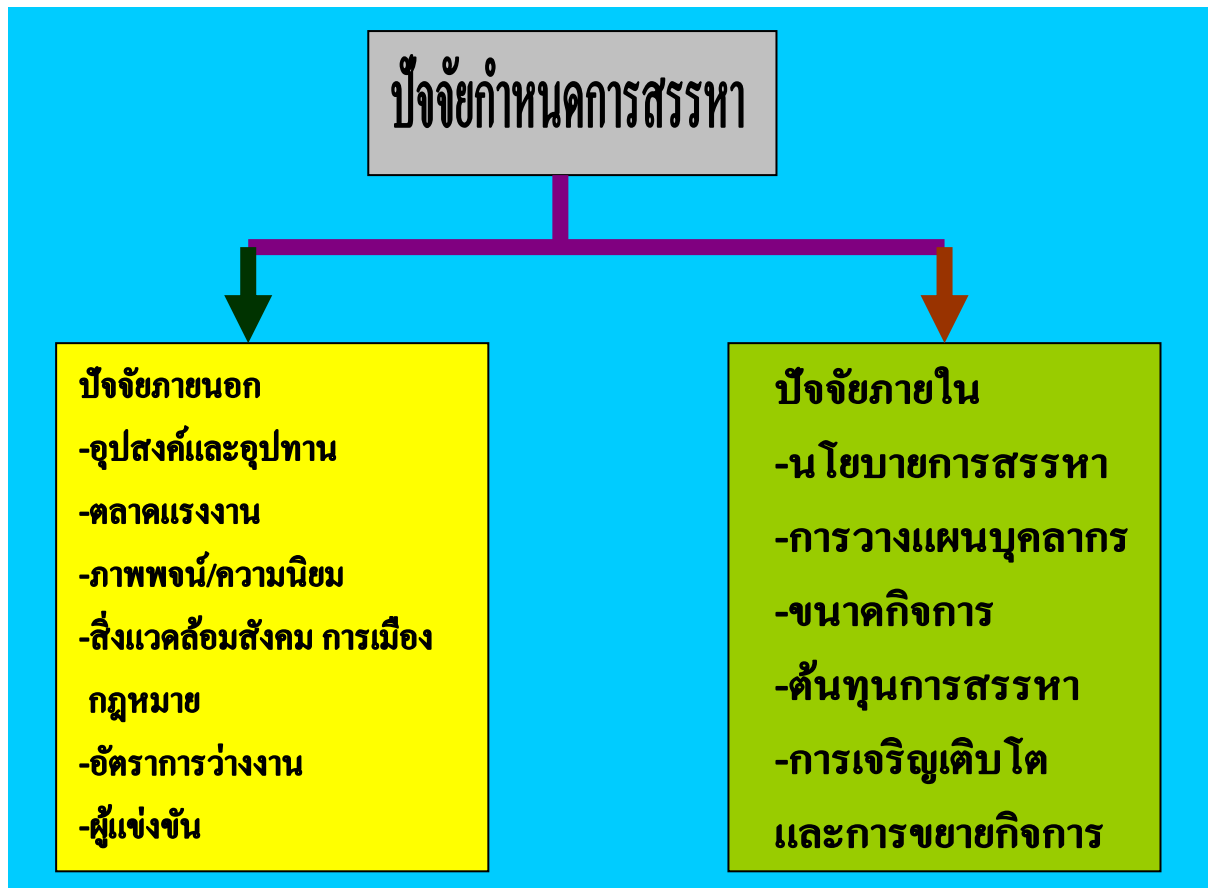 ปัจจัยกำหนดการสรรหา
ปัจจัยภายนอก
-อุปสงค์และอุปทาน
-ตลาดแรงงาน
-ภาพพจน์/ความนิยม
-สิ่งแวดล้อมสังคม การเมือง
กฎหมาย
-อัตราการว่างงาน
-ผู้แข่งขัน
ปัจจัยภายใน
-นโยบายการสรรหา
-การวางแผนบุคลากร
-ขนาดกิจการ
-ต้นทุนการสรรหา
-การเจริญเติบโต
และการขยายกิจการ